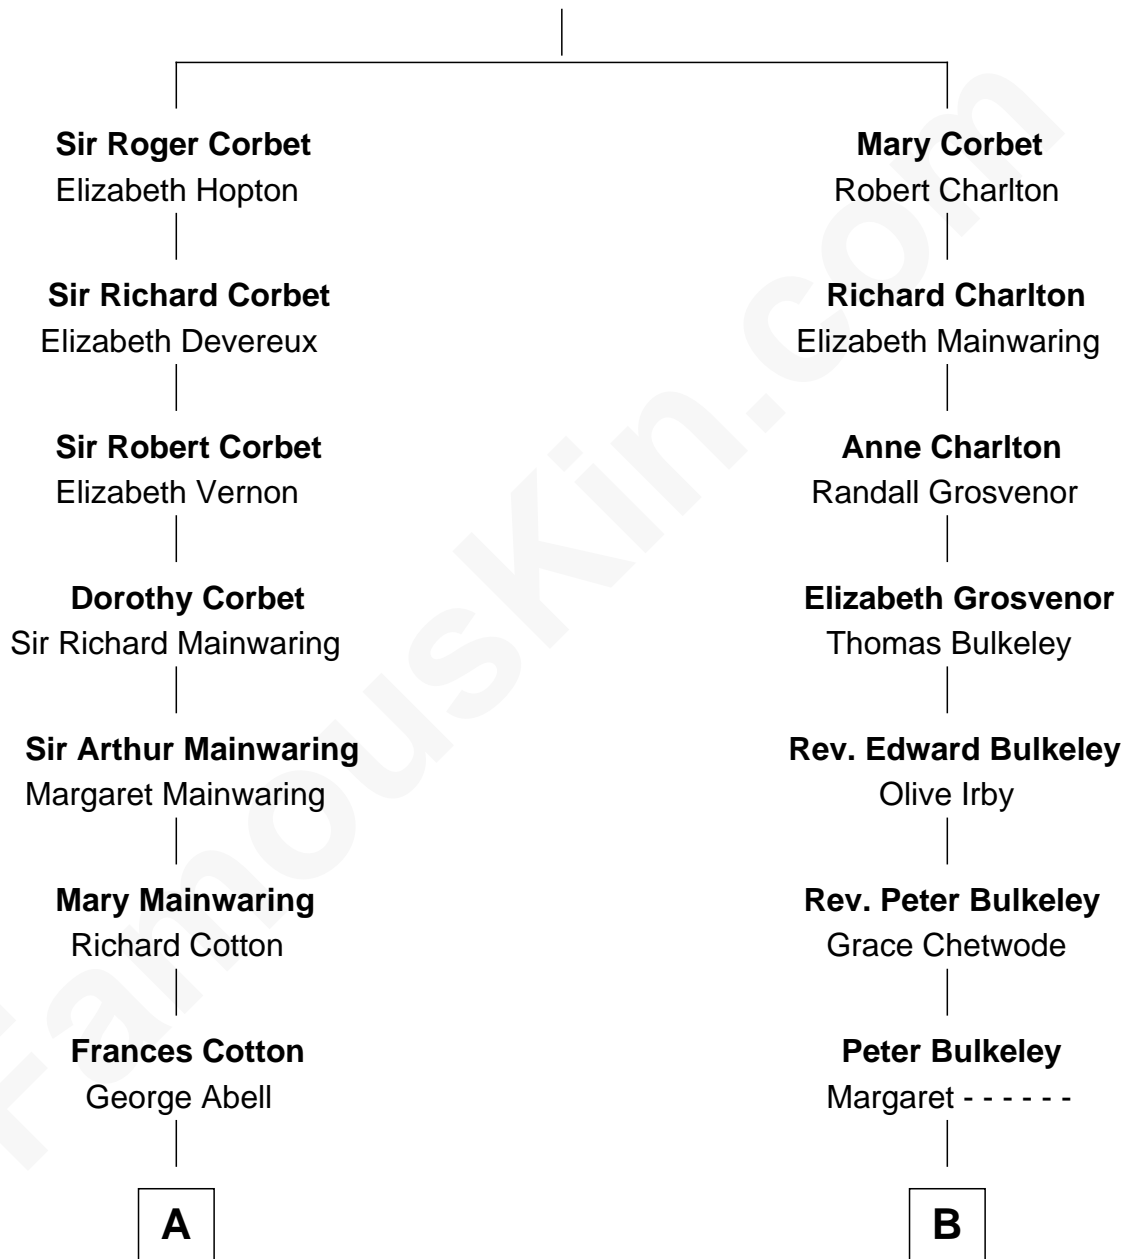 Sir Roger Corbet
Elizabeth Hopton
Sir Richard Corbet
Elizabeth Devereux
Sir Robert Corbet
Elizabeth Vernon
Dorothy Corbet
Sir Richard Mainwaring
Sir Arthur Mainwaring
Margaret Mainwaring
Mary Mainwaring
Richard Cotton
Frances Cotton
George Abell
A
Mary Corbet
Robert Charlton
Richard Charlton
Elizabeth Mainwaring
Anne Charlton
Randall Grosvenor
Elizabeth Grosvenor
Thomas Bulkeley
Rev. Edward Bulkeley
Olive Irby
Rev. Peter Bulkeley
Grace Chetwode
Peter Bulkeley
Margaret - - - - - -
B
FamousKin.com